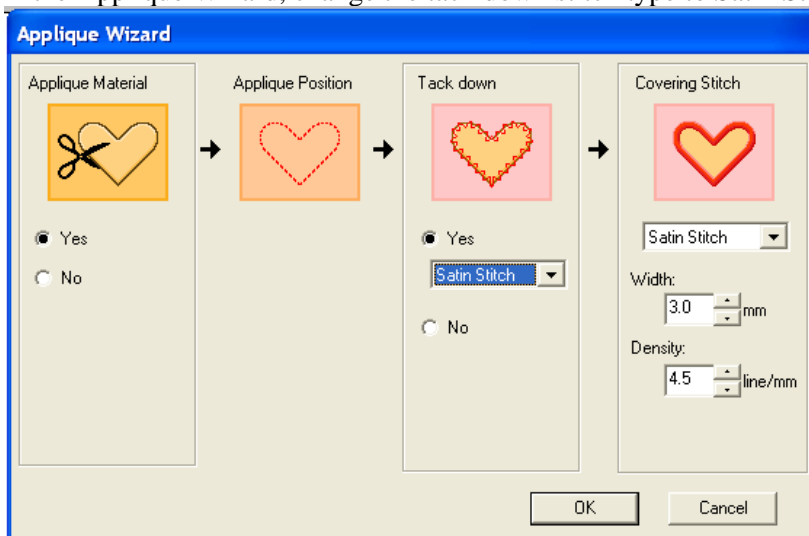 Applique Wizard
Applique Material
Applique Position
Tack down
Covering Stitch
Yes
No
Yes
Satin Stitch
No
Satin Stitch
Width:
3.0 mm
Density:
4.5 line/mm
OK
Cancel